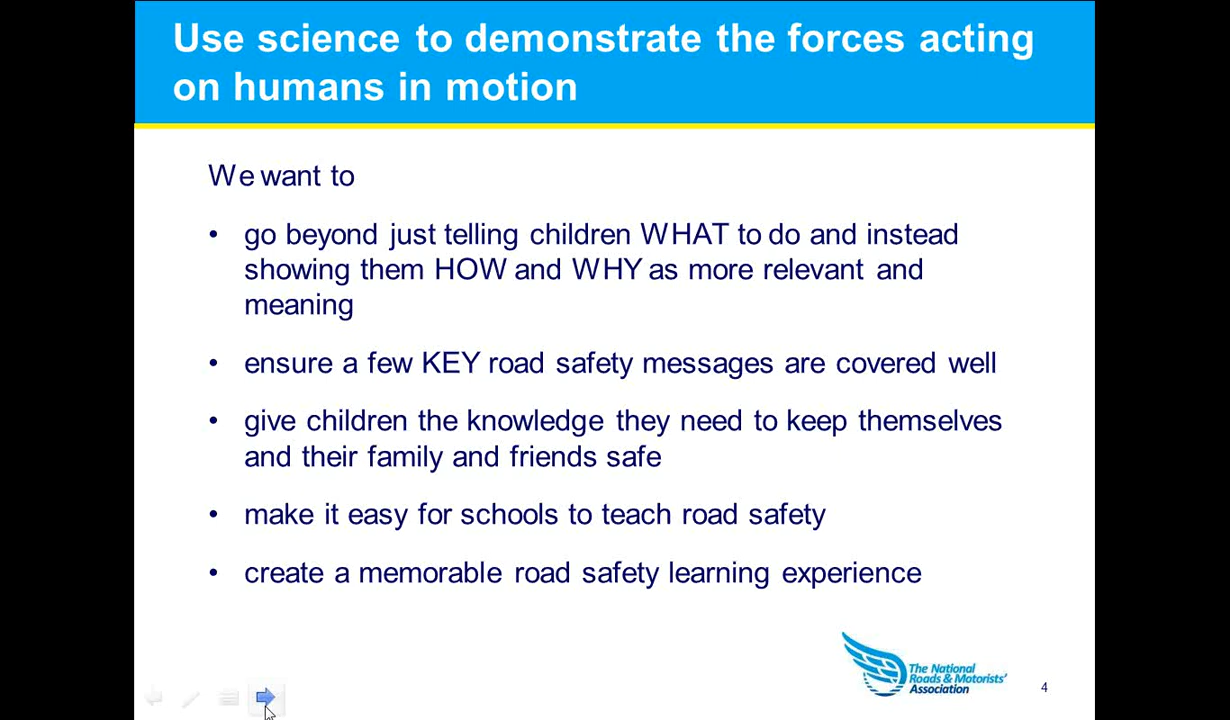 Use science to demonstrate the forces acting
on humans in motion
We want to
• go beyond just telling children WHAT to do and instead
showing them HOW and WHY as more relevant and
meaning
• ensure a few KEY road safety messages are covered well
• give children the knowledge they need to keep themselves
and their family and friends safe
• make it easy for schools to teach road safety
• create a memorable road safety learning experience
The National
Roads & Motorists'
Association
4